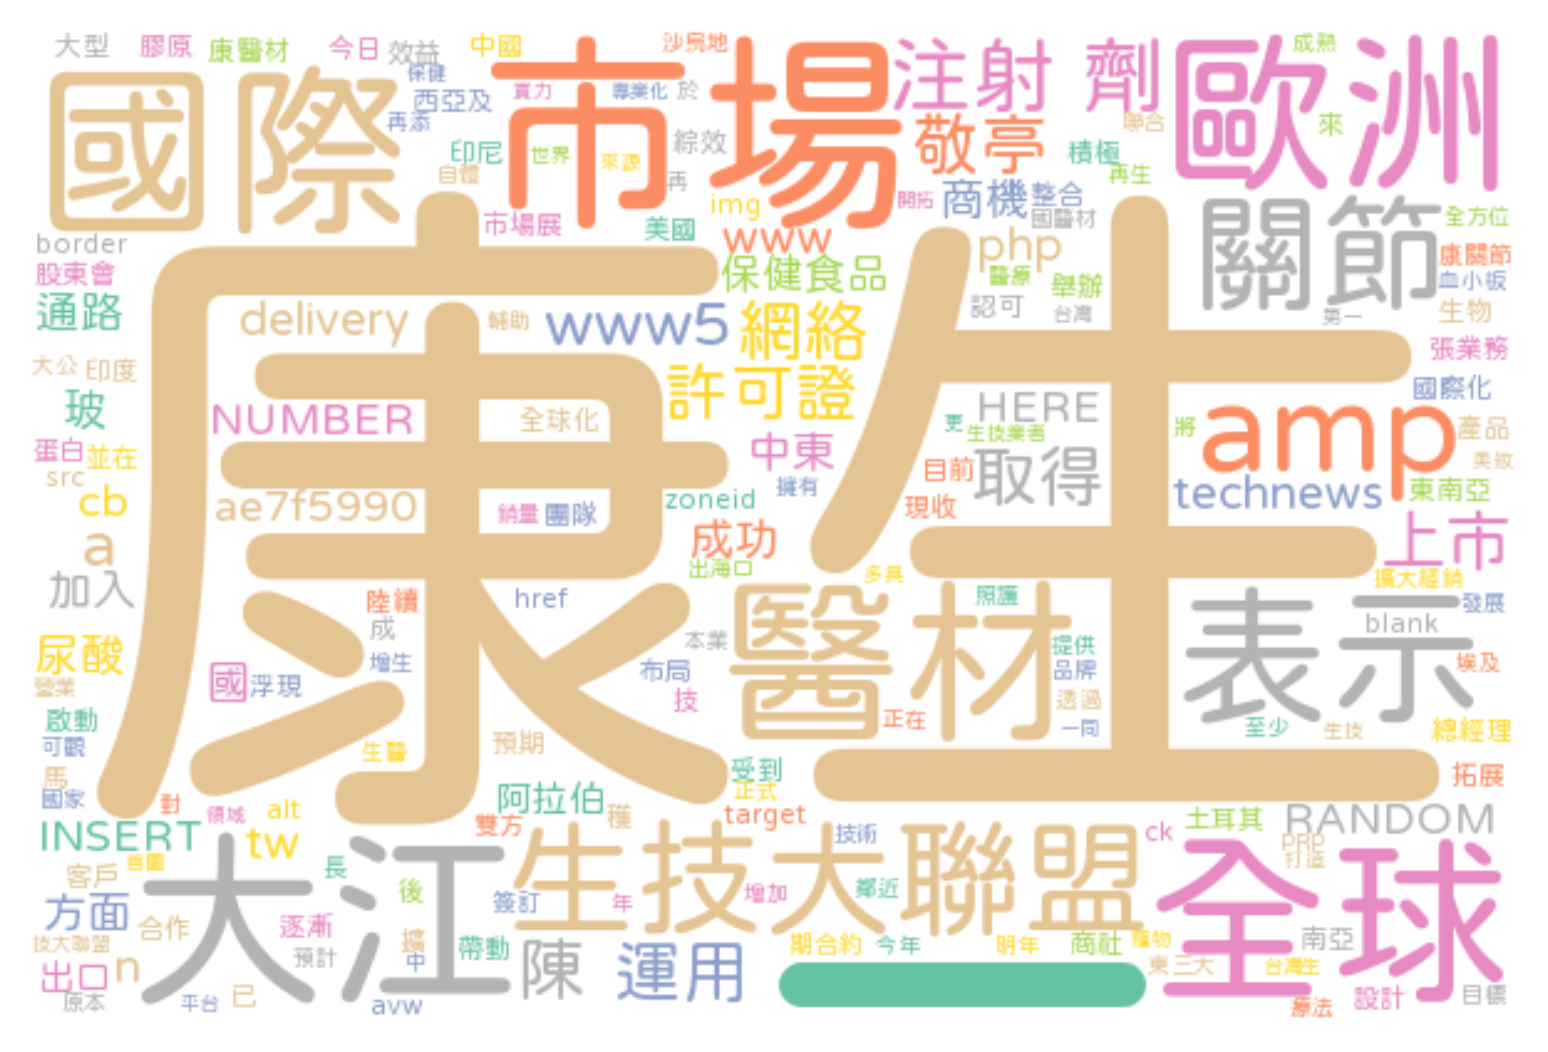 大型 膠原 康醫材 今日 效益 中國 沙烏地 成熟
保健 實力 專業化 於 注射 劑 歐洲
國際 市場 西亞及 再添 敬亭 聯合 來
印尼 世界 來源 綜效 積極
自體 再 再生
市場展 美國 img 開拓 商機 整合 國醫材 關節 全方位
border www php 康關節
股東會 保健食品 醫療 舉辦 血小板
通路 delivery 輔助 www5 網絡 認可 台灣 第一 生物
大公 印度 許可證 張業務
國際化
玻 NUMBER 全球化 HERE amp
康生
蛋白 並在 中東 更 生技業者 將 產品
src 目前 取得 美妝
cb ae7f5990 銷量 團隊 zoneid 擁有 現收 technews 東南亞
a 成功 上市
加入 出海口 多具 擴大經銷
陸續 href 醫材 照護 表示 發展
成 blank
尿酸 增生 本業 提供 埃及
營業 國 浮現 布局 品牌
技 透過
啟動 正在 一同 至少 生技 總經理
可觀 生醫 預期
馬 受到 拓展
國家 對 領域 alt 阿拉伯 正式
INSERT tw 雙方 穫 target 技術 ck 土耳其 RANDOM
大江 生技大聯盟 PRP 打造 全球
客戶 首圖 長
方面 後 簽訂 年 增加 鄰近
技大聯盟 合作 逐漸 擴 帶動 陳 運用 期合約 今年 明年 商社 寵物 南亞
出口 n 預計 中 東三大 台灣生
原本 平台 已 avw 療法 設計 目標